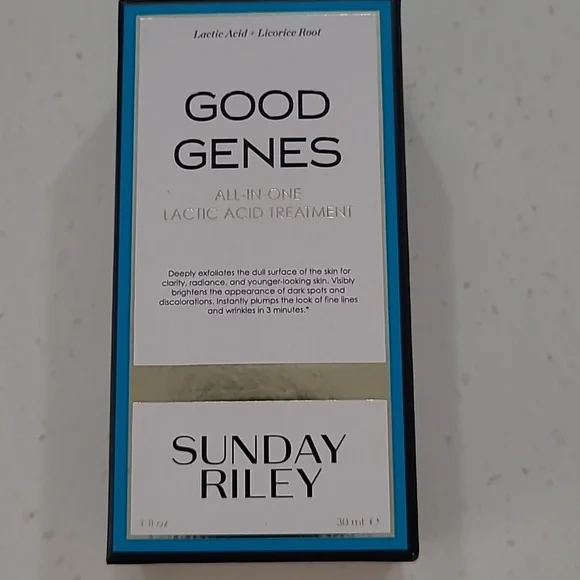 Lactic Acid + Licorice Root
GOOD
GENES
ALL-IN-ONE
LACTIC ACID TREATMENT
Deeply exfoliates the dull surface of the skin for
clarity, radiance, and younger-looking skin. Visibly
brightens the appearance of dark spots and
discolorations. Instantly plumps the look of fine lines
and wrinkles in 3 minutes.*
SUNDAY
RILEY
1 fl oz 30 mL ℮